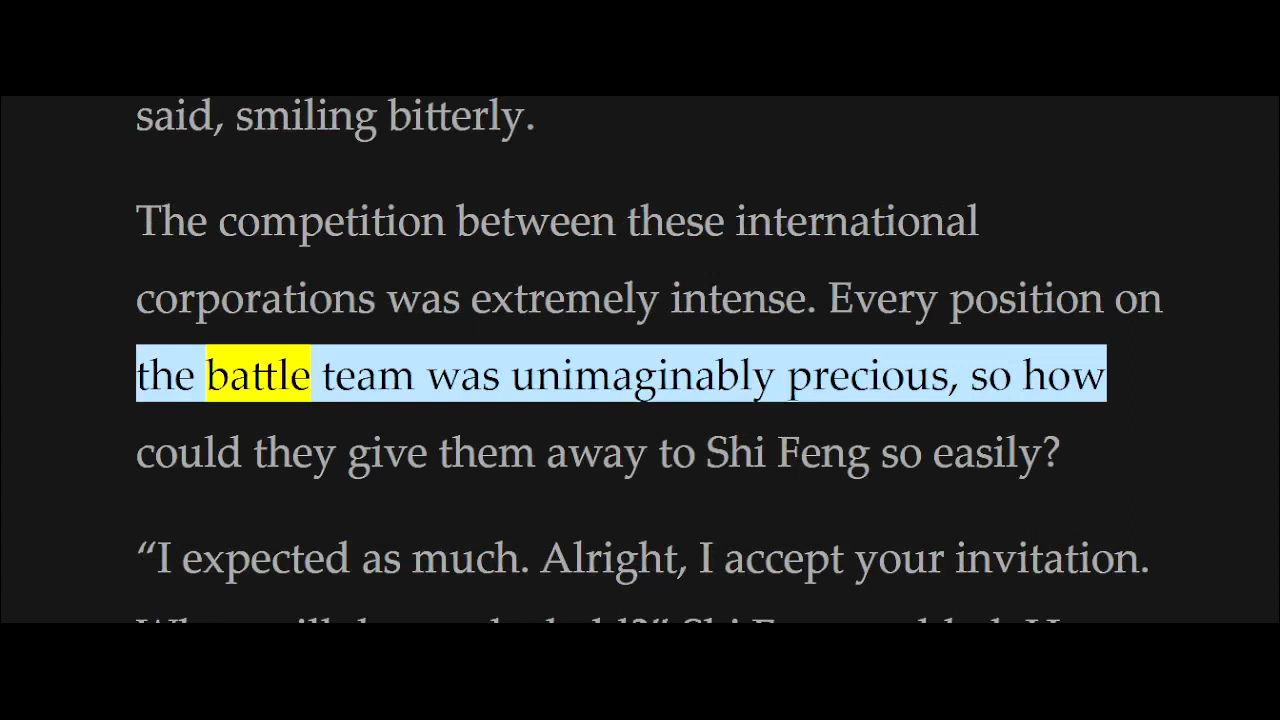 said, smiling bitterly.
The competition between these international
corporations was extremely intense. Every position on
the battle team was unimaginably precious, so how
could they give them away to Shi Feng so easily?
“I expected as much. Alright, I accept your invitation.